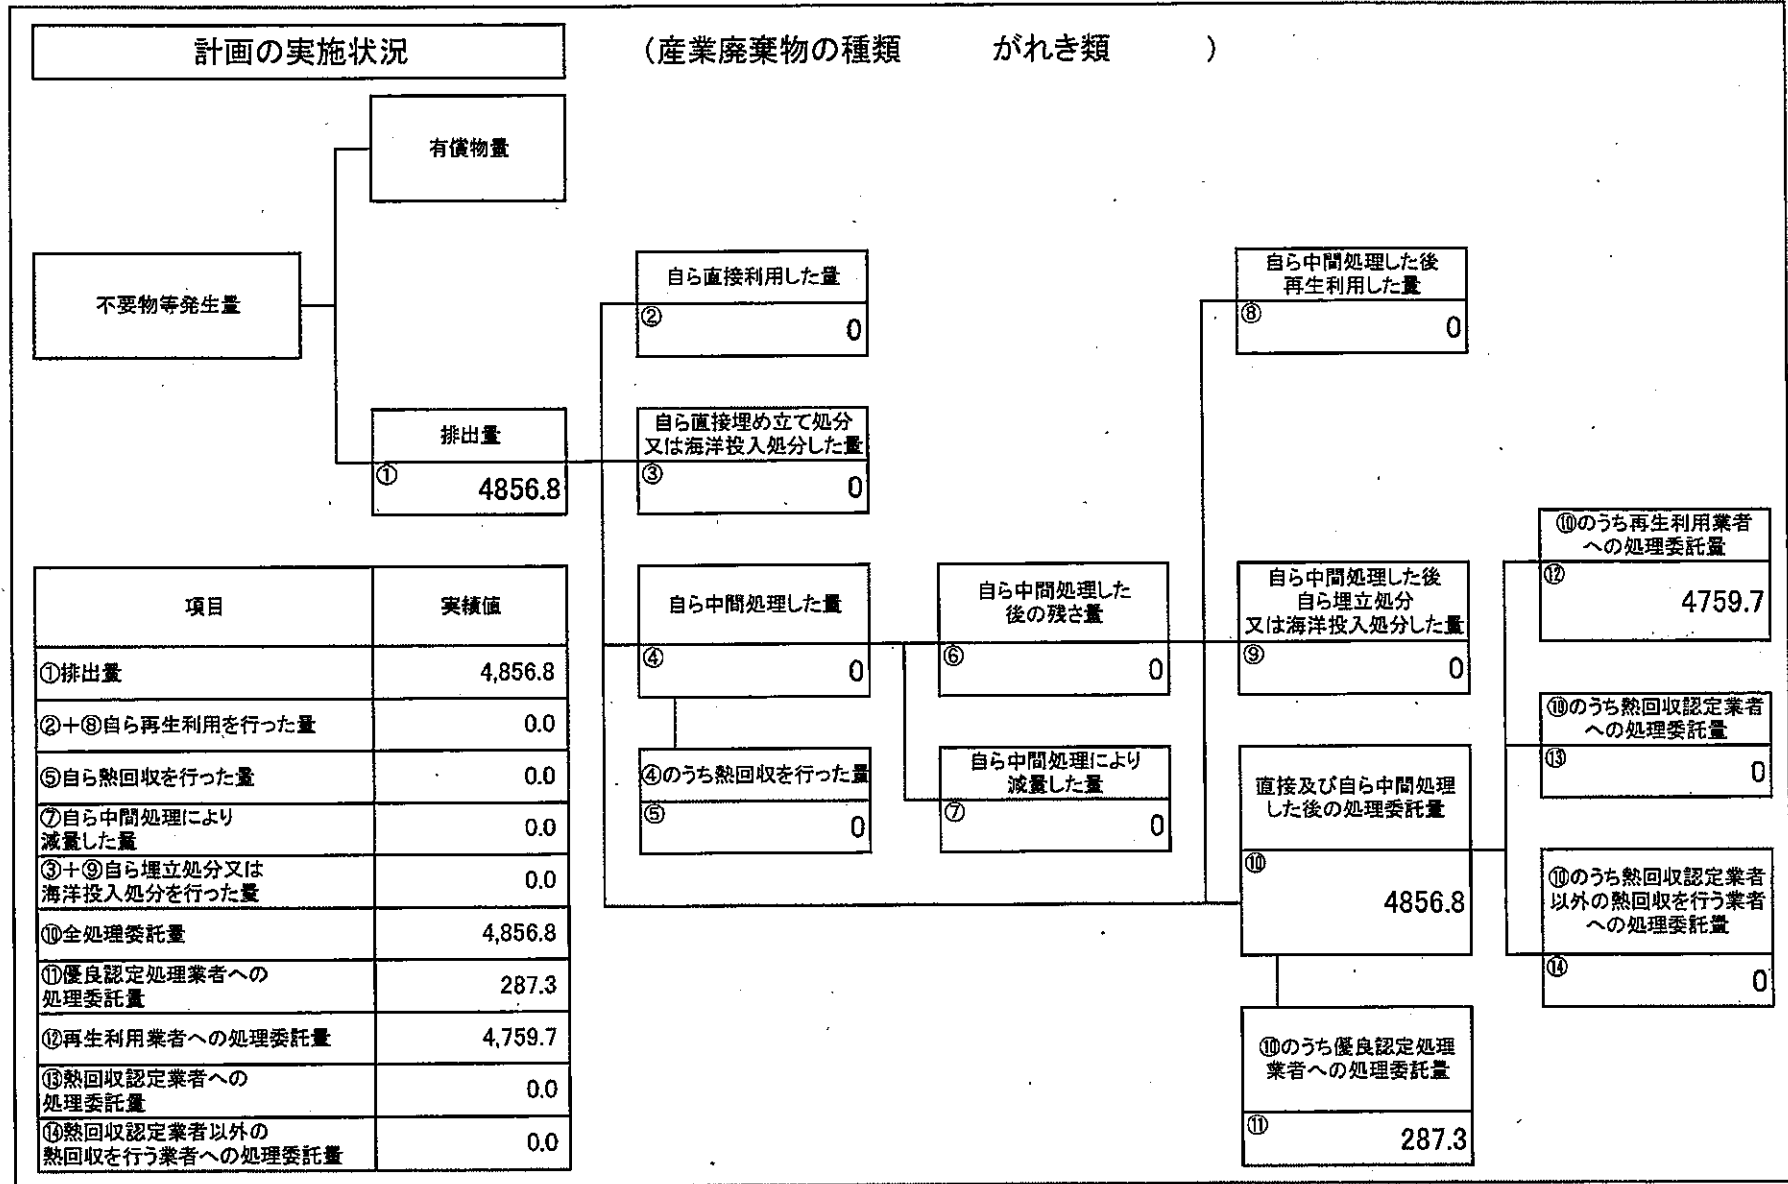 計画の実施状況
（産業廃棄物の種類　がれき類　）
有償物量
不要物等発生量
排出量
①
4856.8
自ら直接利用した量
②
0
自ら直接埋め立て処分
又は海洋投入処分した量
③
0
自ら中間処理した量
④
0
④のうち熱回収を行った量
⑤
0
自ら中間処理した
後の残さ量
⑥
0
自ら中間処理により
減量した量
⑦
0
自ら中間処理した後
再生利用した量
⑧
0
自ら中間処理した後
自ら埋立処分
又は海洋投入処分した量
⑨
0
直接及び自ら中間処理
した後の処理委託量
⑩
4856.8
⑩のうち優良認定処理
業者への処理委託量
⑪
287.3
⑩のうち再生利用業者
への処理委託量
⑫
4759.7
⑩のうち熱回収認定業者
への処理委託量
⑬
0
⑩のうち熱回収認定業者
以外の熱回収を行う業者
への処理委託量
⑭
0
項目　実績値
①排出量　4,856.8
②＋⑧自ら再生利用を行った量　0.0
⑤自ら熱回収を行った量　0.0
⑦自ら中間処理により
減量した量　0.0
③＋⑨自ら埋立処分又は
海洋投入処分を行った量　0.0
⑩全処理委託量　4,856.8
⑪優良認定処理業者への
処理委託量　287.3
⑫再生利用業者への処理委託量　4,759.7
⑬熱回収認定業者への
処理委託量　0.0
⑭熱回収認定業者以外の
熱回収を行う業者への処理委託量　0.0